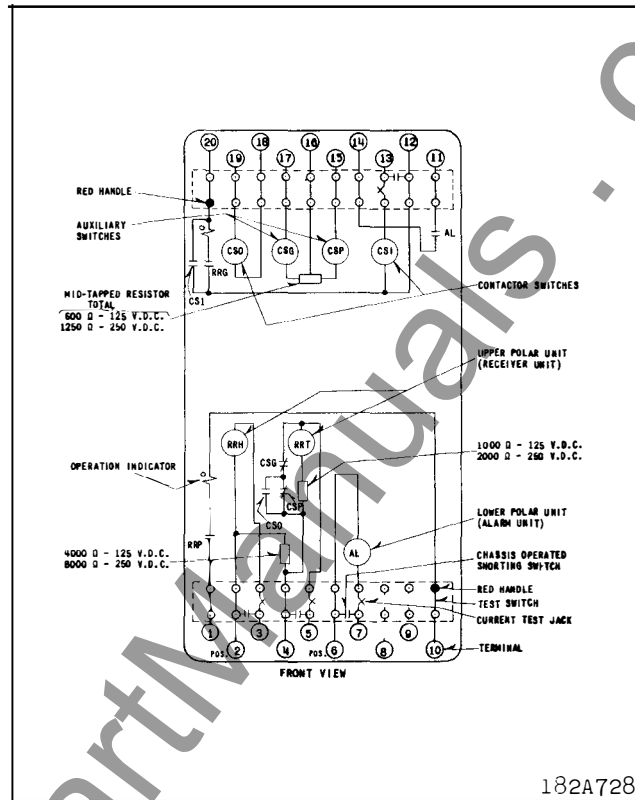 20 18 16 14 12
19 17 15 13 11
RED HANDLE
AUXILIARY
SWITCHES
AL
CSO CSG CSP CS1
RRG
CS1
CONTACTOR SWITCHES
MID-TAPPED RESISTOR
TOTAL
600 Ω - 125 V.D.C.
1250 Ω - 250 V.D.C.
UPPER POLAR UNIT
(RECEIVER UNIT)
RRH RRT
1000 Ω - 125 V.D.C.
2000 Ω - 250 V.D.C.
CSG
OPERATION INDICATOR
CSP
CSO
LOWER POLAR UNIT
(ALARM UNIT)
RRP
AL
4000 Ω - 125 V.D.C.
8000 Ω - 250 V.D.C.
CHASSIS OPERATED
SHORTING SWITCH
RED HANDLE
TEST SWITCH
CURRENT TEST JACK
1 3 5 7 9
POS. 2 4 POS. 6 8 10
TERMINAL
FRONT VIEW
182A728
artManuals . c